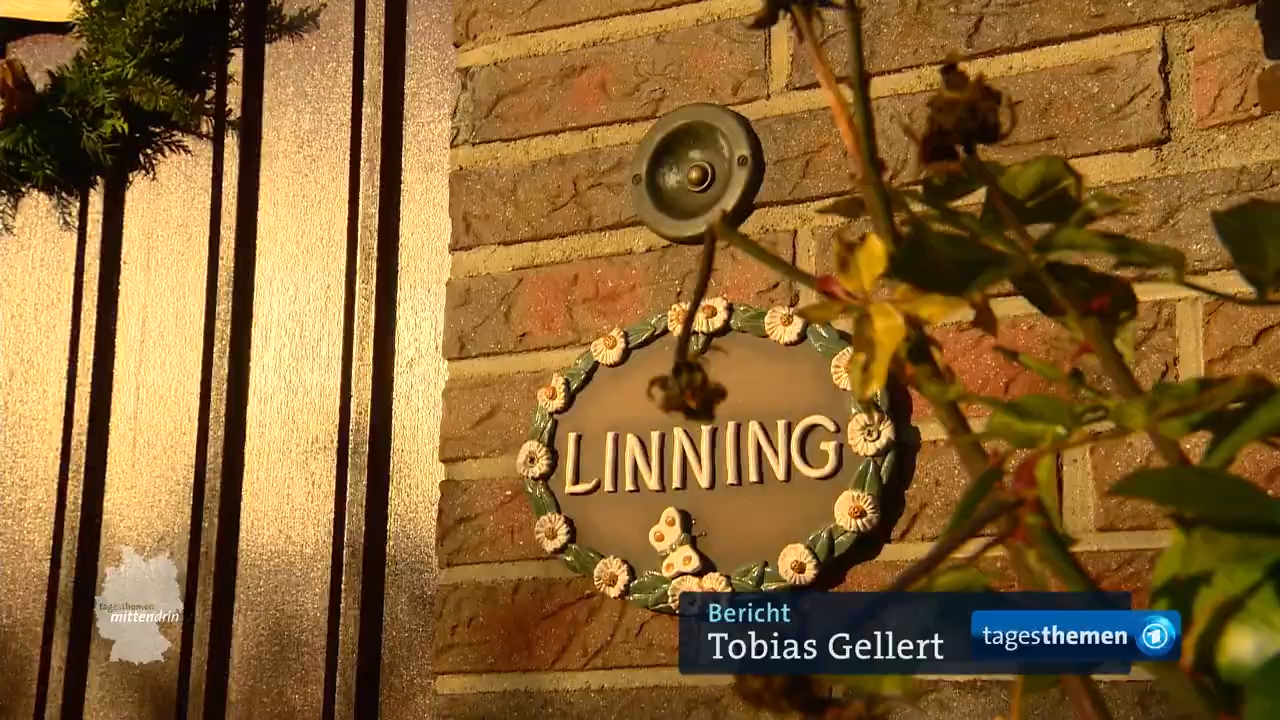 LINNING
tagesthemen
mittendrin
Bericht
Tobias Gellert
tagesthemen